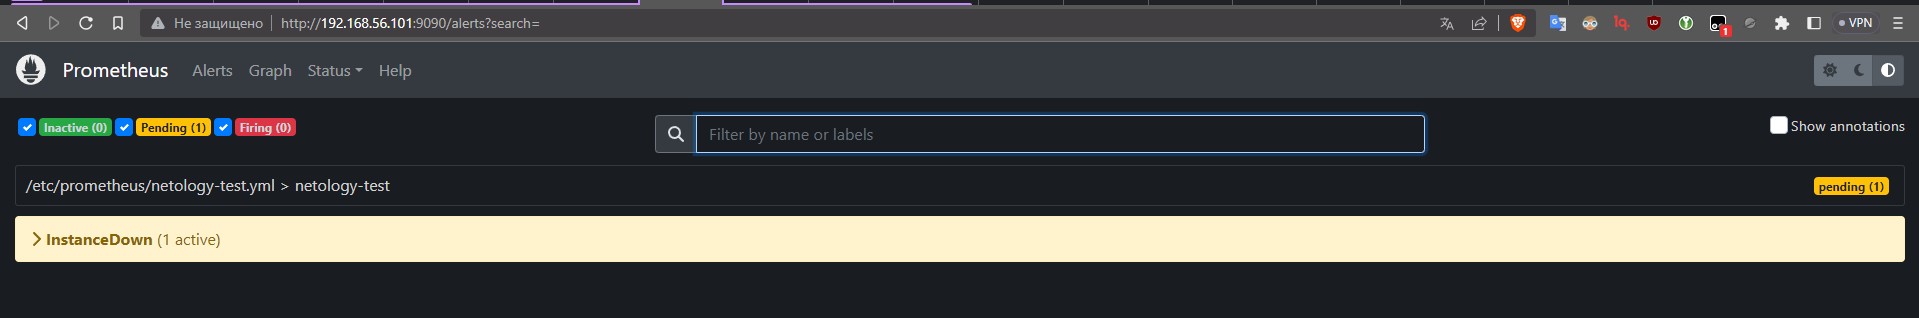 Не защищено http://192.168.56.101:9090/alerts?search= 1 VPN
Prometheus Alerts Graph Status Help
Inactive (0) Pending (1) Firing (0) Filter by name or labels Show annotations
/etc/prometheus/netology-test.yml > netology-test pending (1)
InstanceDown (1 active)